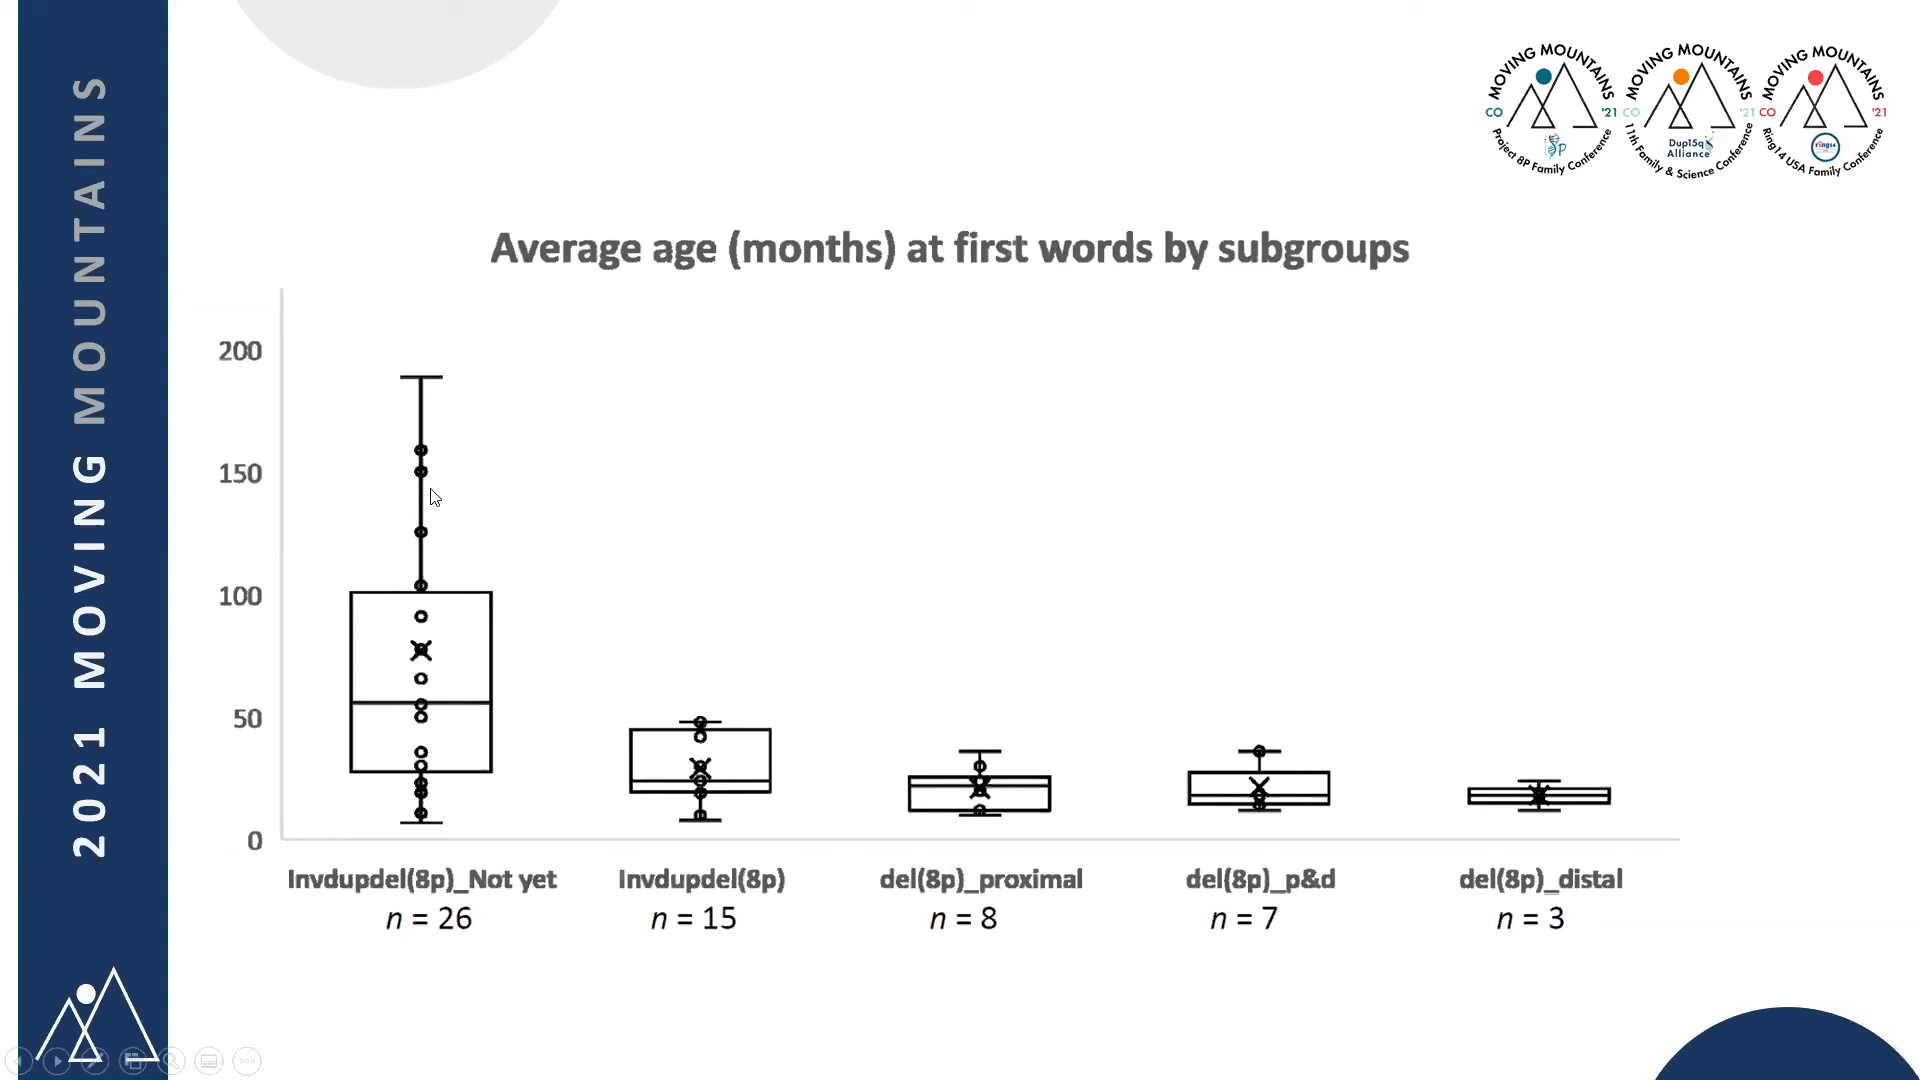 2021 MOVING MOUNTAINS
MOVING MOUNTAINS
CO '21
Project 8P Family Conference
8P
MOVING MOUNTAINS
CO '21
Dup15q
Alliance
11th Family & Science Conference
MOVING MOUNTAINS
CO '21
ring14
Ring14 USA Family Conference
Average age (months) at first words by subgroups
200
150
100
50
0
Invdupdel(8p)_Not yet Invdupdel(8p) del(8p)_proximal del(8p)_p&d del(8p)_distal
n = 26 n = 15 n = 8 n = 7 n = 3